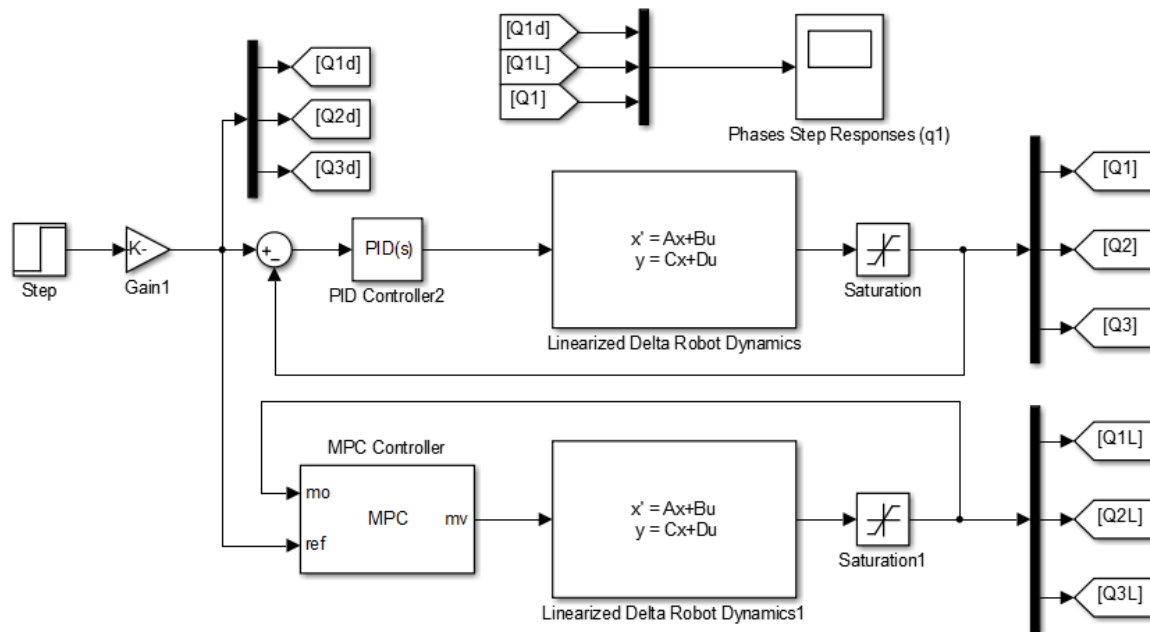 [Q1d]
[Q2d]
[Q3d]
[Q1d]
[Q1L]
[Q1]
Phases Step Responses (q1)
Step
K-
Gain1
+
−
PID(s)
PID Controller2
x' = Ax+Bu
y = Cx+Du
Linearized Delta Robot Dynamics
Saturation
[Q1]
[Q2]
[Q3]
MPC Controller
mo
MPC
mv
ref
x' = Ax+Bu
y = Cx+Du
Linearized Delta Robot Dynamics1
Saturation1
[Q1L]
[Q2L]
[Q3L]